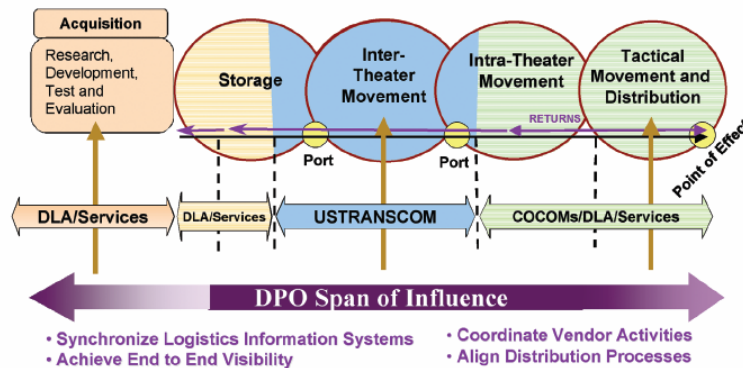 Acquisition
Research,
Development,
Test and
Evaluation
Storage
Inter-
Theater
Movement
Intra-Theater
Movement
Tactical
Movement and
Distribution
RETURNS
Port
Port
Point of Effect
DLA/Services
DLA/Services
USTRANSCOM
COCOMs/DLA/Services
DPO Span of Influence
• Synchronize Logistics Information Systems
• Achieve End to End Visibility
• Coordinate Vendor Activities
• Align Distribution Processes